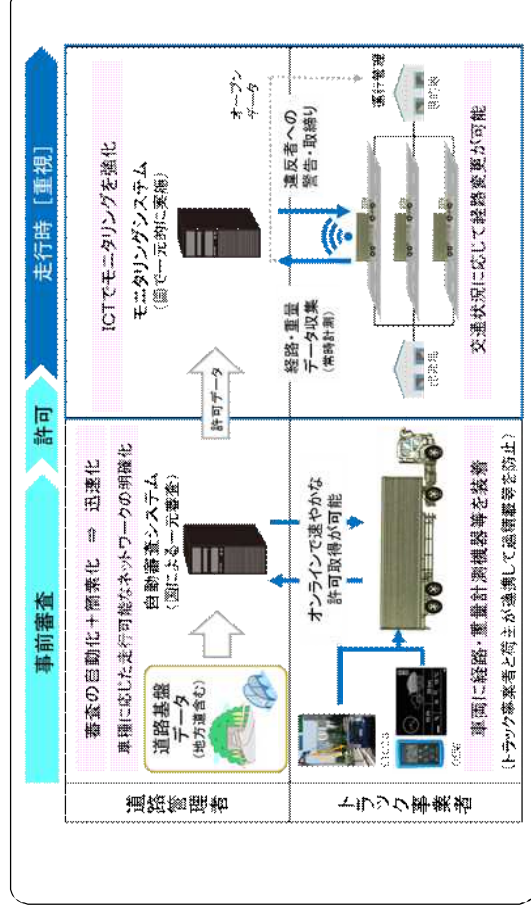 事前審査
許可
走行時 [重視]
道路管理者
審査の自動化＋簡素化 ⇒ 迅速化
車種に応じた走行可能なネットワークの明確化
道路基盤
データ
(地方道含む)
自動審査システム
(国による一元審査)
許可データ
ICTでモニタリングを強化
モニタリングシステム
(国で一元的に実施)
オープン
データ
トラック事業者
オンラインで速やかな
許可取得が可能
車両に経路・重量計測機器等を装着
(トラック事業者と荷主が連携して過積載等を防止)
経路・重量
データ収集
(常時計測)
違反者への
警告・取締り
運行管理
目的地
出発地
交通状況に応じて経路変更が可能